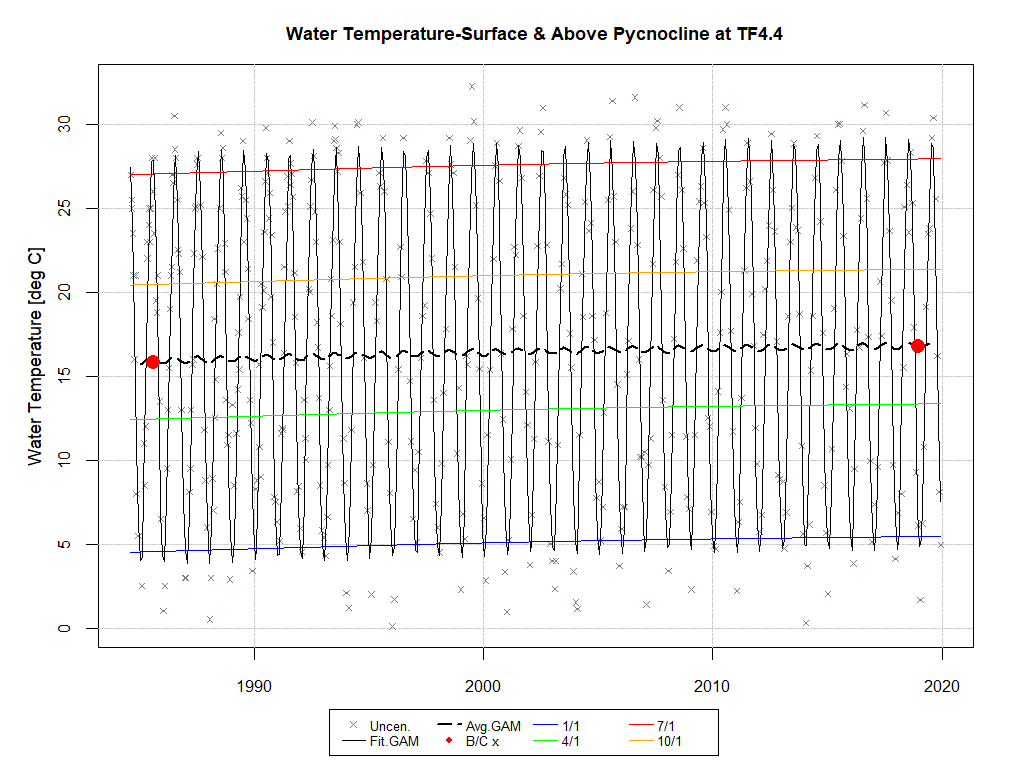 Water Temperature-Surface & Above Pycnocline at TF4.4
Water Temperature [deg C]
30
25
20
15
10
5
0
1990 2000 2010 2020
Uncen. Avg.GAM 1/1 7/1
Fit.GAM B/C x 4/1 10/1